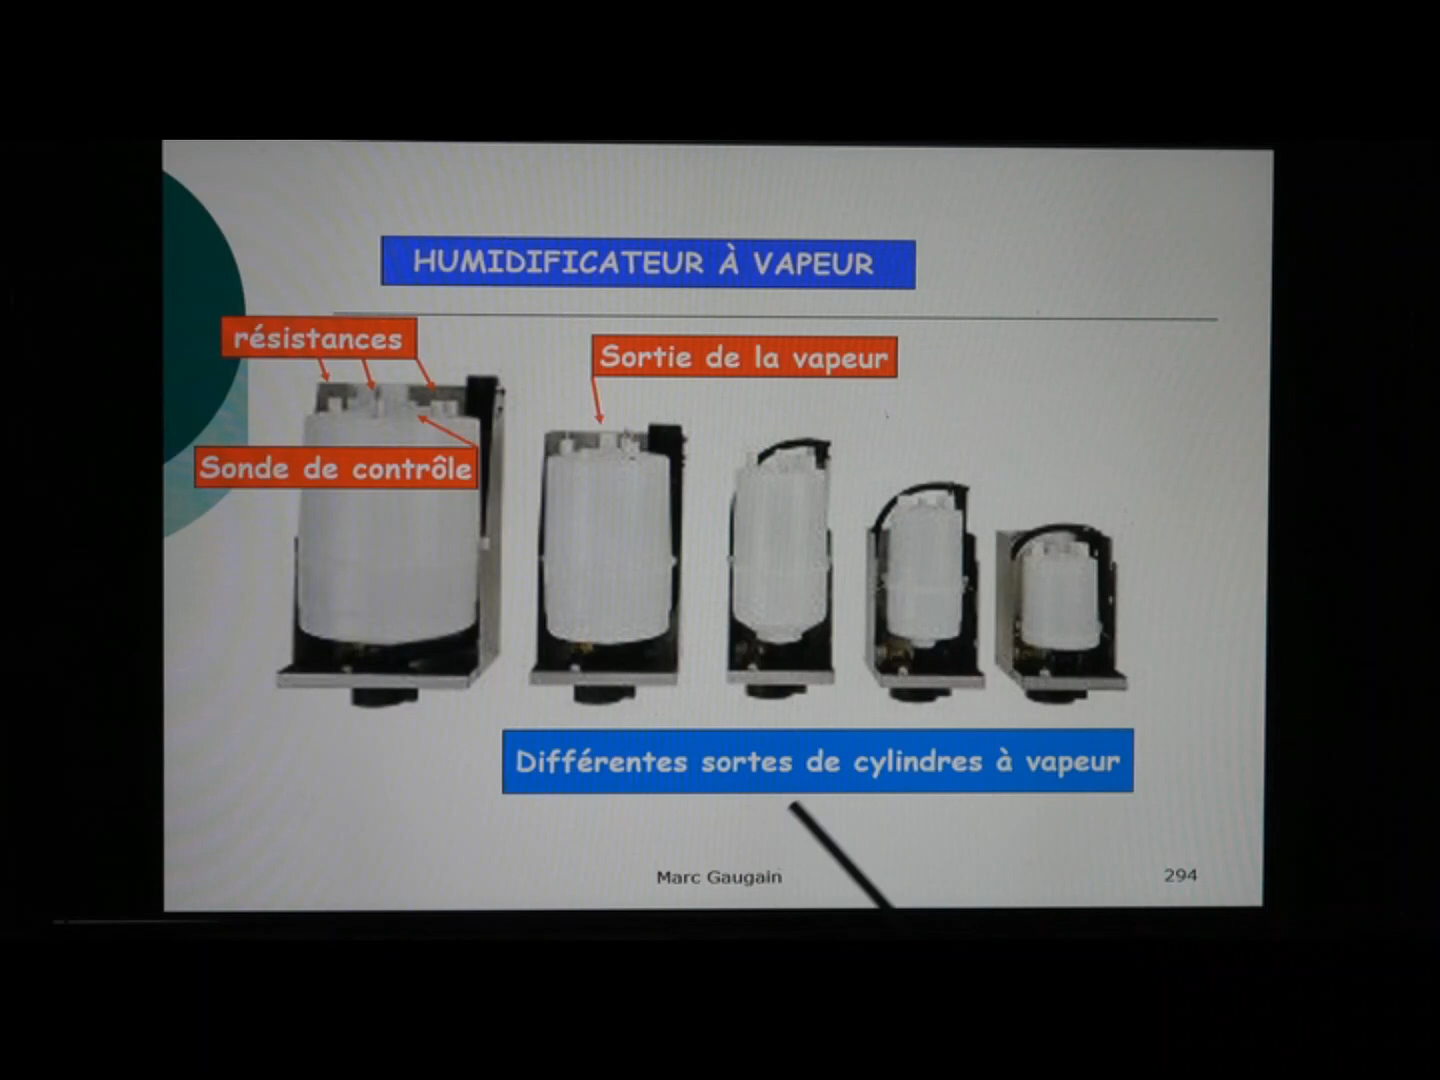 HUMIDIFICATEUR À VAPEUR
résistances
Sortie de la vapeur
Sonde de contrôle
Différentes sortes de cylindres à vapeur
Marc Gaugain
294